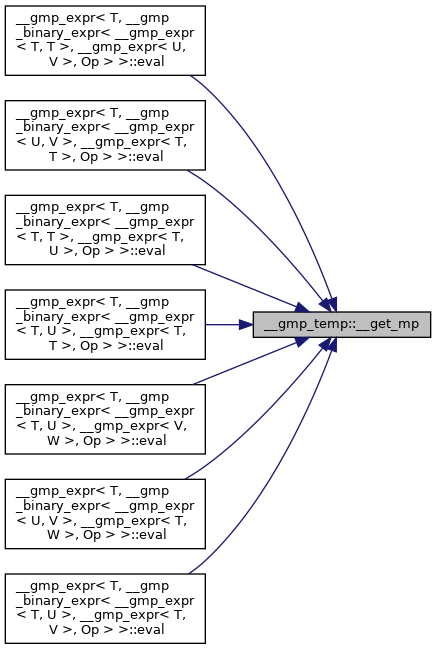 __gmp_expr< T, __gmp
_binary_expr< __gmp_expr
< T, T >, __gmp_expr< U,
V >, Op > >::eval
__gmp_expr< T, __gmp
_binary_expr< __gmp_expr
< U, V >, __gmp_expr< T,
T >, Op > >::eval
__gmp_expr< T, __gmp
_binary_expr< __gmp_expr
< T, T >, __gmp_expr< T,
U >, Op > >::eval
__gmp_expr< T, __gmp
_binary_expr< __gmp_expr
< T, U >, __gmp_expr< T,
T >, Op > >::eval
__gmp_temp::__get_mp
__gmp_expr< T, __gmp
_binary_expr< __gmp_expr
< T, U >, __gmp_expr< V,
W >, Op > >::eval
__gmp_expr< T, __gmp
_binary_expr< __gmp_expr
< U, V >, __gmp_expr< T,
W >, Op > >::eval
__gmp_expr< T, __gmp
_binary_expr< __gmp_expr
< T, U >, __gmp_expr< T,
V >, Op > >::eval